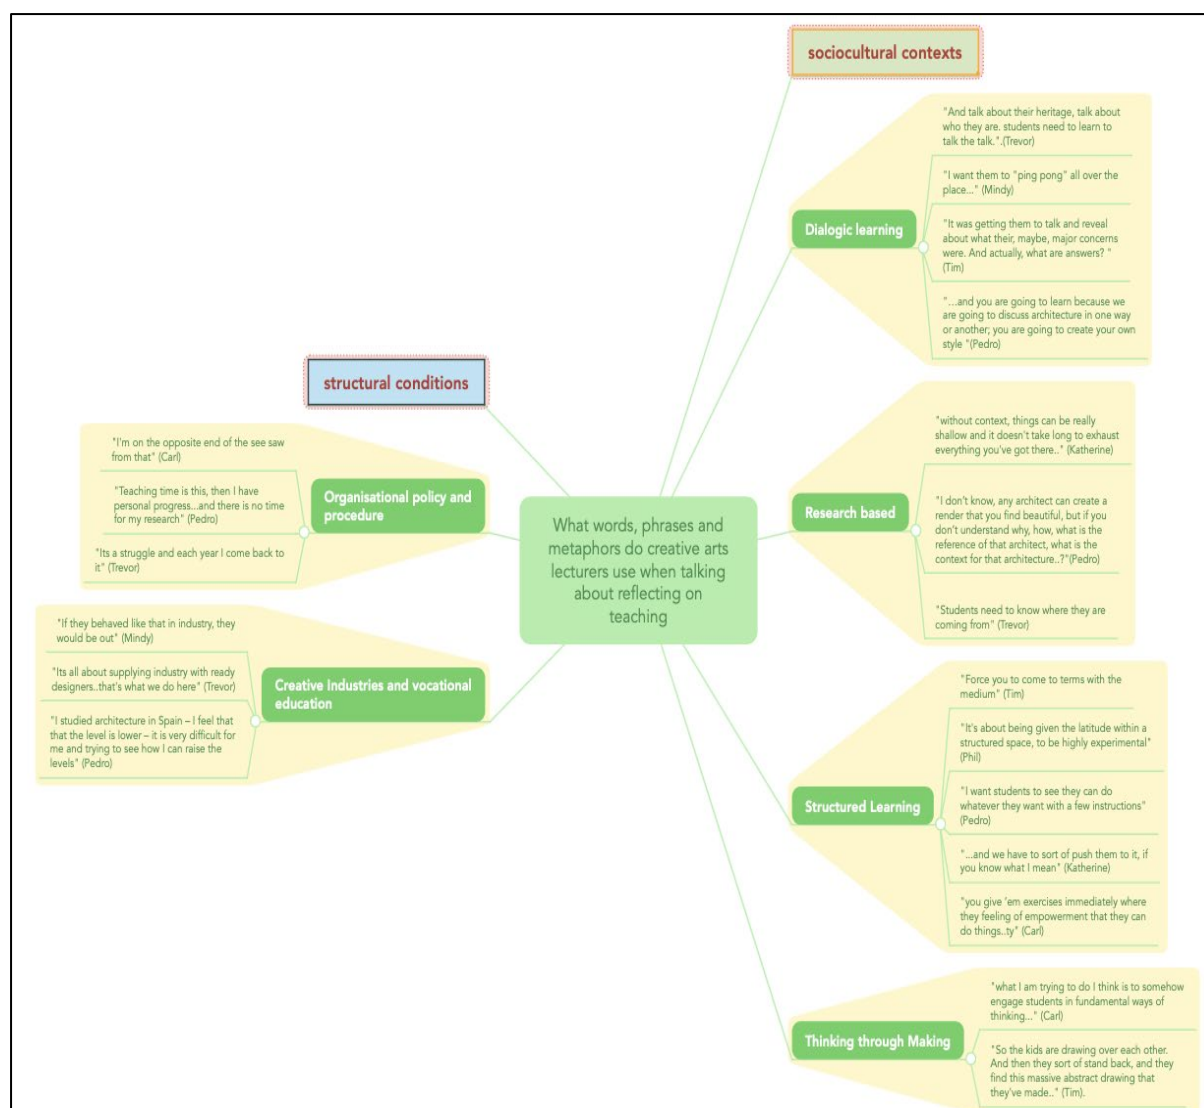 sociocultural contexts
"And talk about their heritage, talk about
who they are. students need to learn to
talk the talk.".(Trevor)
"I want them to "ping pong" all over the
place..." (Mindy)
Dialogic learning
"It was getting them to talk and reveal
about what their, maybe, major concerns
were. And actually, what are answers? "
(Tim)
"...and you are going to learn because we
are going to discuss architecture in one way
or another; you are going to create your own
style "(Pedro)
structural conditions
"I'm on the opposite end of the see saw
from that" (Carl)
"Teaching time is this, then I have
personal progress...and there is no time
for my research" (Pedro)
"Its a struggle and each year I come back to
it" (Trevor)
Organisational policy and
procedure
"If they behaved like that in industry, they
would be out" (Mindy)
"Its all about supplying industry with ready
designers..that's what we do here" (Trevor)
"I studied architecture in Spain – I feel that
that the level is lower – it is very difficult for
me and trying to see how I can raise the
levels" (Pedro)
Creative Industries and vocational
education
What words, phrases and
metaphors do creative arts
lecturers use when talking
about reflecting on
teaching
"without context, things can be really
shallow and it doesn't take long to exhaust
everything you've got there.." (Katherine)
Research based
"I don't know, any architect can create a
render that you find beautiful, but if you
don't understand why, how, what is the
reference of that architect, what is the
context for that architecture..?"(Pedro)
"Students need to know where they are
coming from" (Trevor)
"Force you to come to terms with the
medium" (Tim)
"It's about being given the latitude within a
structured space, to be highly experimental"
(Phil)
Structured Learning
"I want students to see they can do
whatever they want with a few instructions"
(Pedro)
"...and we have to sort of push them to it, if
you know what I mean" (Katherine)
"you give 'em exercises immediately where
they feeling of empowerment that they can
do things..ty" (Carl)
"what I am trying to do I think is to somehow
engage students in fundamental ways of
thinking..." (Carl)
Thinking through Making
"So the kids are drawing over each other.
And then they sort of stand back, and they
find this massive abstract drawing that
they've made.." (Tim).